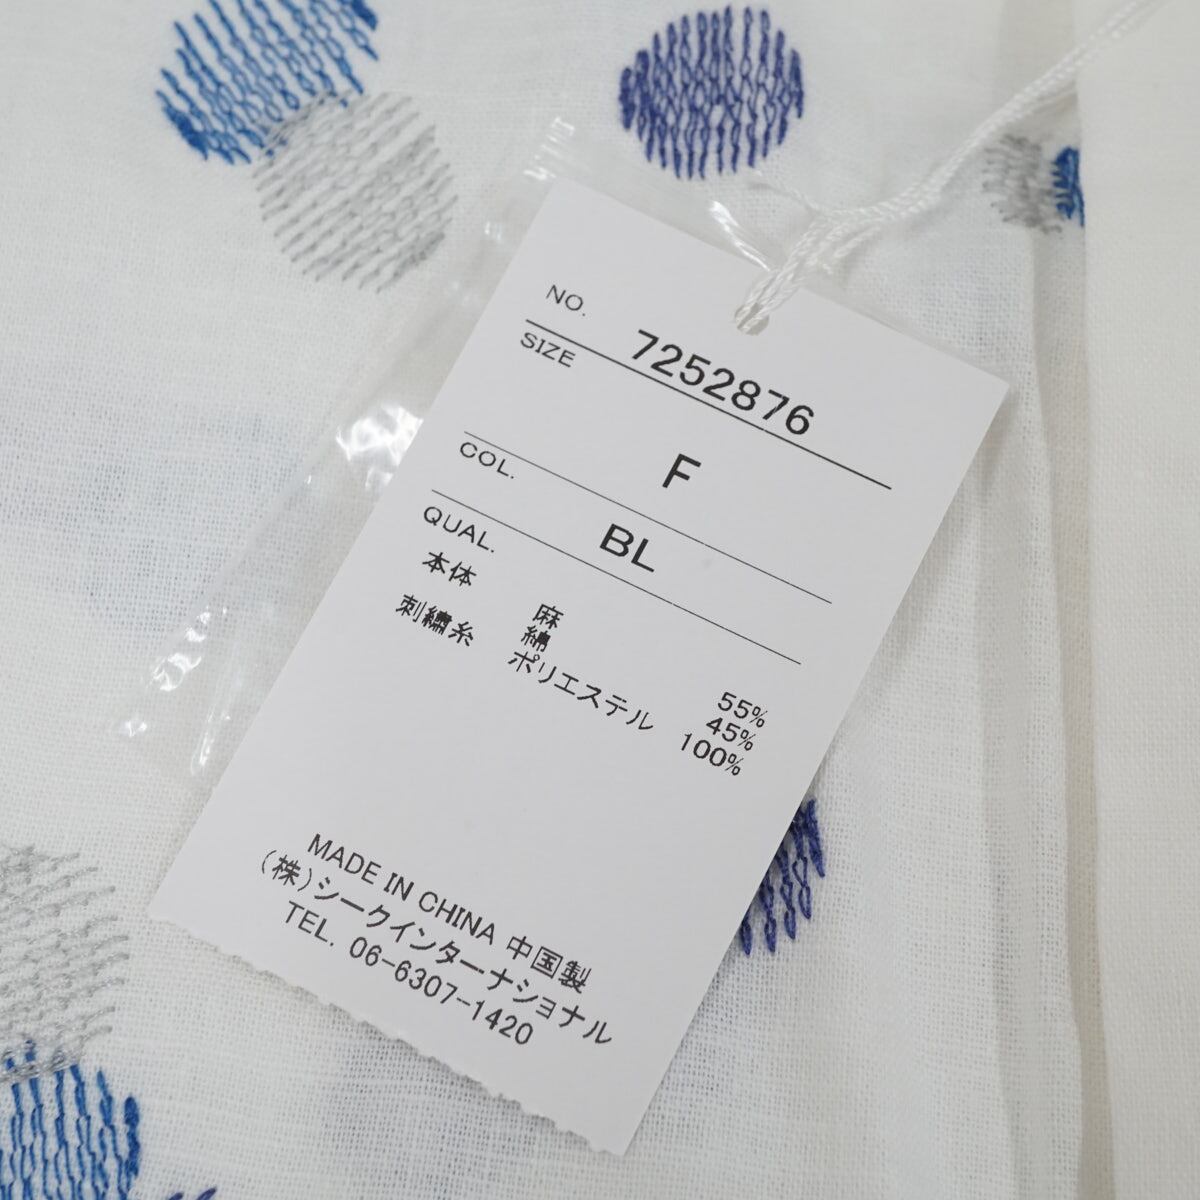 NO. 7252876
SIZE F
COL. BL
QUAL.
本体 麻 55%
綿 45%
刺繍糸 ポリエステル 100%
MADE IN CHINA 中国製
(株)シークインターナショナル
TEL. 06-6307-1420